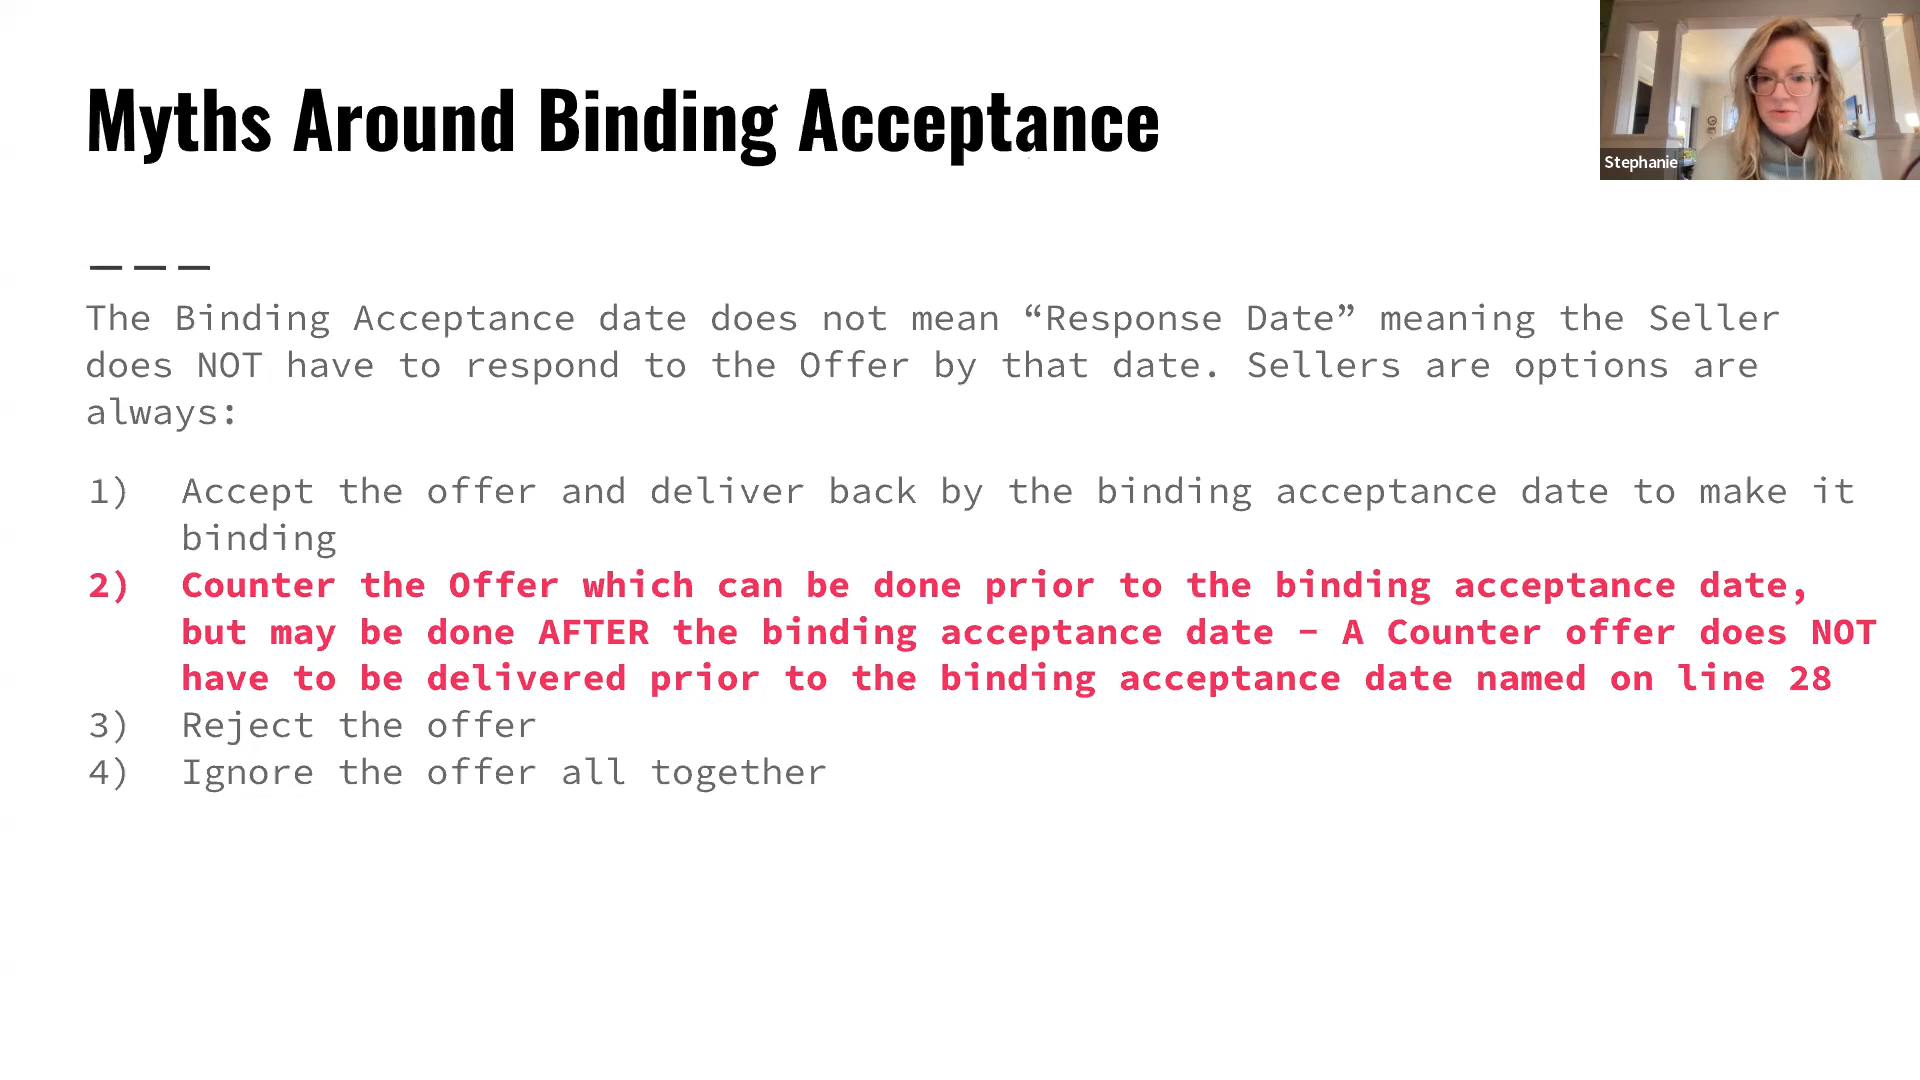 Myths Around Binding Acceptance
Stephanie
The Binding Acceptance date does not mean “Response Date” meaning the Seller
does NOT have to respond to the Offer by that date. Sellers are options are
always:
1) Accept the offer and deliver back by the binding acceptance date to make it
binding
2) Counter the Offer which can be done prior to the binding acceptance date,
but may be done AFTER the binding acceptance date – A Counter offer does NOT
have to be delivered prior to the binding acceptance date named on line 28
3) Reject the offer
4) Ignore the offer all together